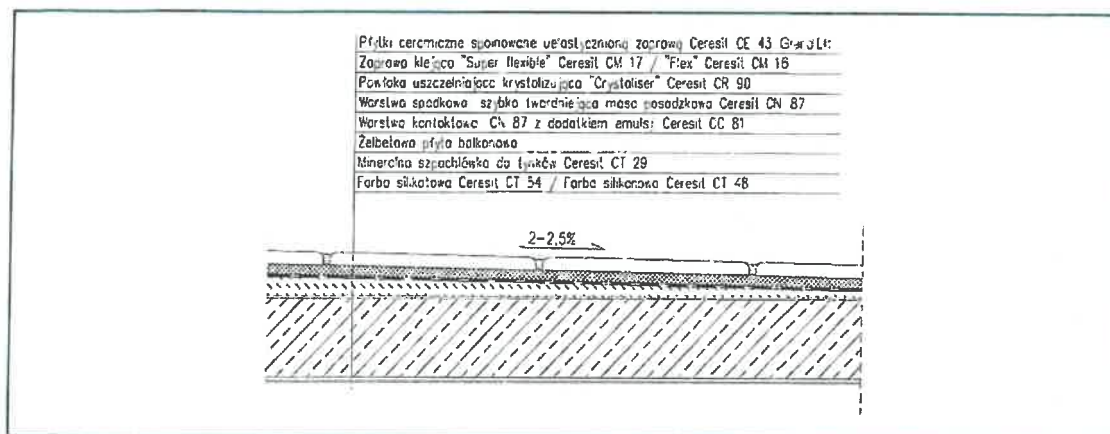 Płytki ceramiczne spoinowane uelastycznioną zaprawą Ceresit CE 43 Grand'Lit
Zaprawa klejąca "Super flexible" Ceresit CM 17 / "Flex" Ceresit CM 16
Powłoka uszczelniająca krystalizująca "Crystaliser" Ceresit CR 90
Warstwa spadkowa szybko twardniejąca masa posadzkowa Ceresit CN 87
Warstwa kontaktowa CN 87 z dodatkiem emulsji Ceresit CC 81
Żelbetowa płyta balkonowa
Mineralna szpachlówka do tynków Ceresit CT 29
Farba silikatowa Ceresit CT 54 / Farba silikonowa Ceresit CT 48
2-2,5%